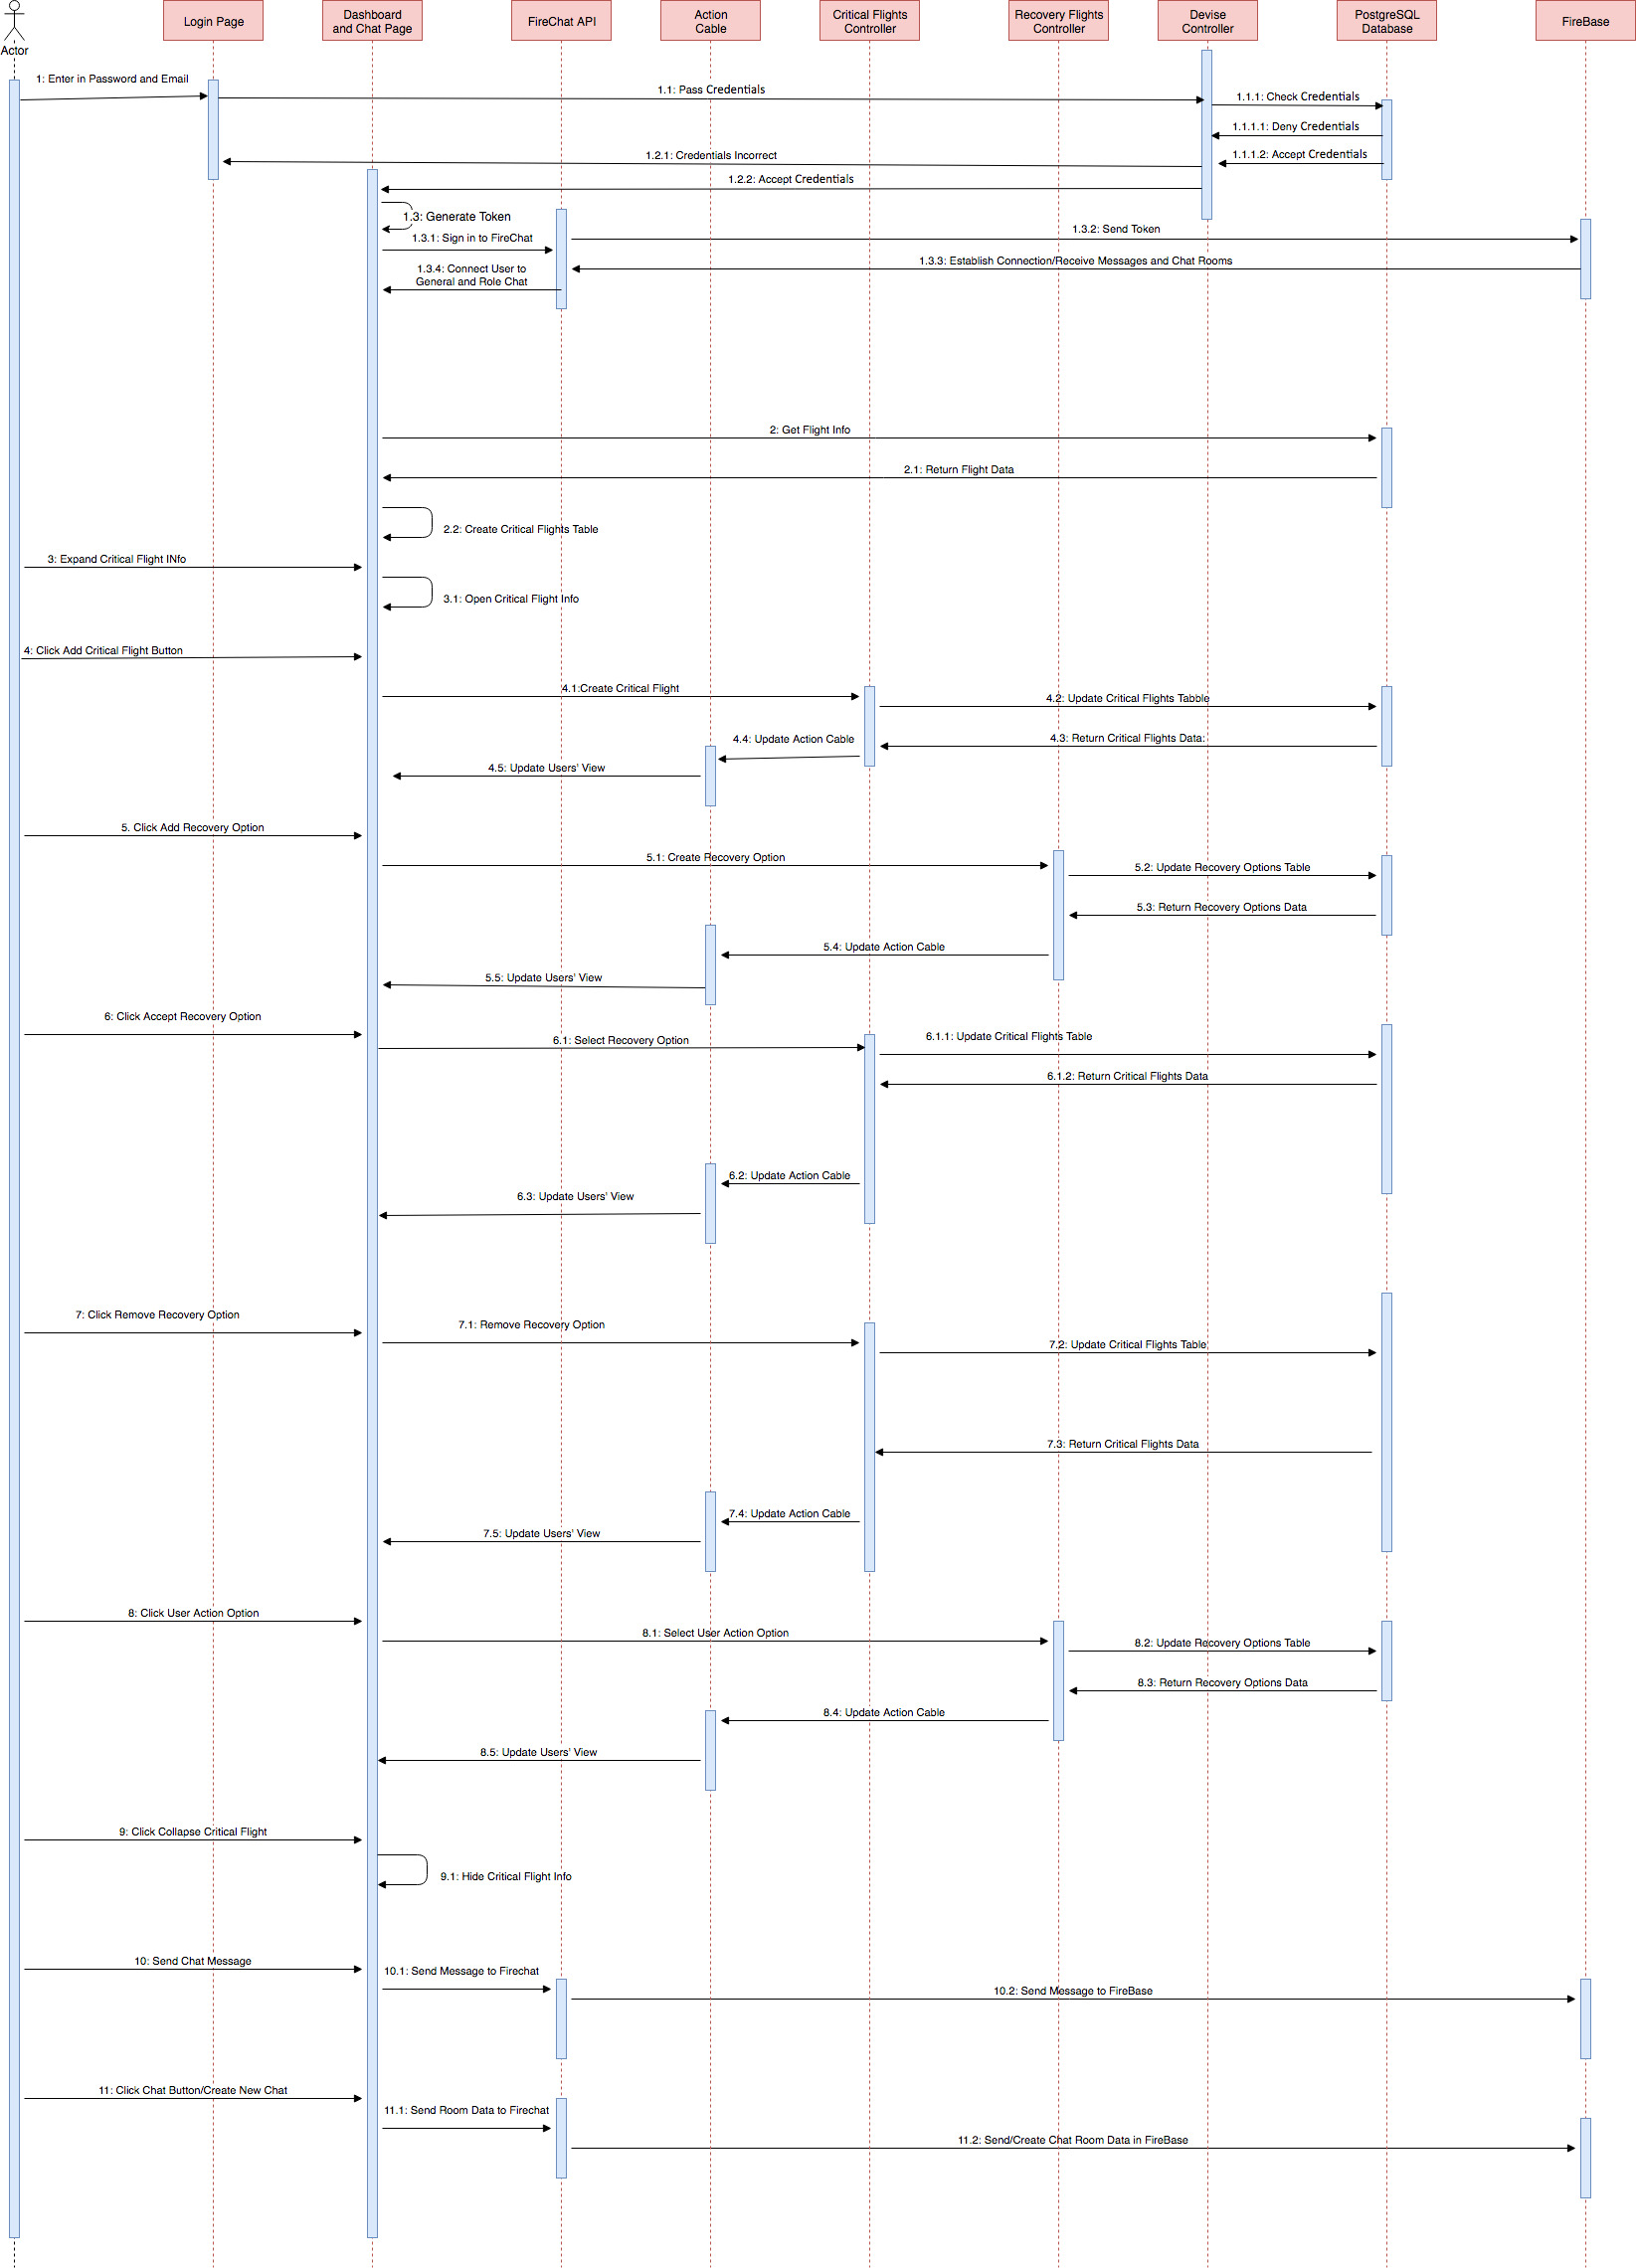 Actor
Login Page
Dashboard
and Chat Page
FireChat API
Action
Cable
Critical Flights
Controller
Recovery Flights
Controller
Devise
Controller
PostgreSQL
Database
FireBase
1: Enter in Password and Email
1.1: Pass Credentials
1.1.1: Check Credentials
1.1.1.1: Deny Credentials
1.1.1.2: Accept Credentials
1.2.1: Credentials Incorrect
1.2.2: Accept Credentials
1.3: Generate Token
1.3.1: Sign in to FireChat
1.3.2: Send Token
1.3.3: Establish Connection/Receive Messages and Chat Rooms
1.3.4: Connect User to
General and Role Chat
2: Get Flight Info
2.1: Return Flight Data
2.2: Create Critical Flights Table
3: Expand Critical Flight INfo
3.1: Open Critical Flight Info
4: Click Add Critical Flight Button
4.1:Create Critical Flight
4.2: Update Critical Flights Tabble
4.3: Return Critical Flights Data:
4.4: Update Action Cable
4.5: Update Users' View
5. Click Add Recovery Option
5.1: Create Recovery Option
5.2: Update Recovery Options Table
5.3: Return Recovery Options Data
5.4: Update Action Cable
5.5: Update Users' View
6: Click Accept Recovery Option
6.1: Select Recovery Option
6.1.1: Update Critical Flights Table
6.1.2: Return Critical Flights Data
6.2: Update Action Cable
6.3: Update Users' View
7: Click Remove Recovery Option
7.1: Remove Recovery Option
7.2: Update Critical Flights Table
7.3: Return Critical Flights Data
7.4: Update Action Cable
7.5: Update Users' View
8: Click User Action Option
8.1: Select User Action Option
8.2: Update Recovery Options Table
8.3: Return Recovery Options Data
8.4: Update Action Cable
8.5: Update Users' View
9: Click Collapse Critical Flight
9.1: Hide Critical Flight Info
10: Send Chat Message
10.1: Send Message to Firechat
10.2: Send Message to FireBase
11: Click Chat Button/Create New Chat
11.1: Send Room Data to Firechat
11.2: Send/Create Chat Room Data in FireBase